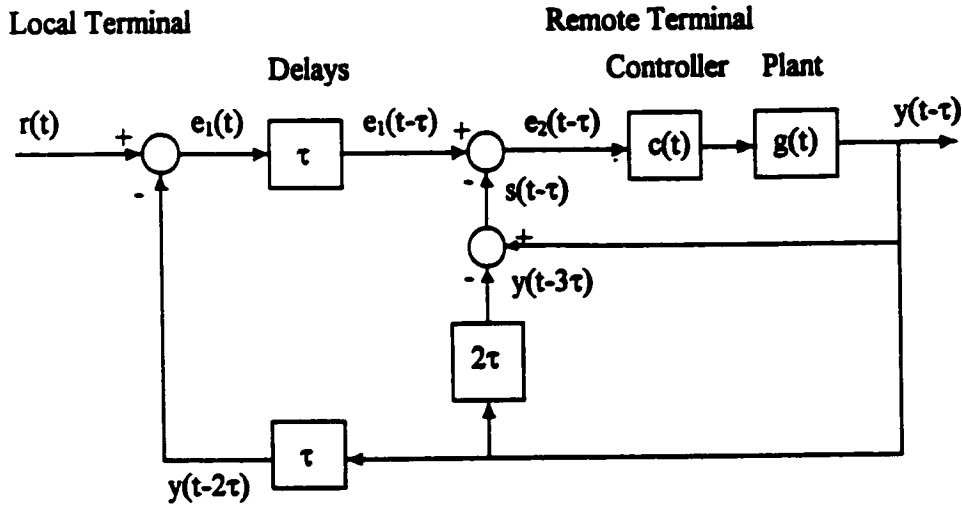 Local Terminal
Remote Terminal
Delays
Controller
Plant
r(t)
+
e₁(t)
τ
e₁(t-τ)
+
e₂(t-τ)
c(t)
g(t)
y(t-τ)
-
-
s(t-τ)
+
-
y(t-3τ)
2τ
τ
y(t-2τ)